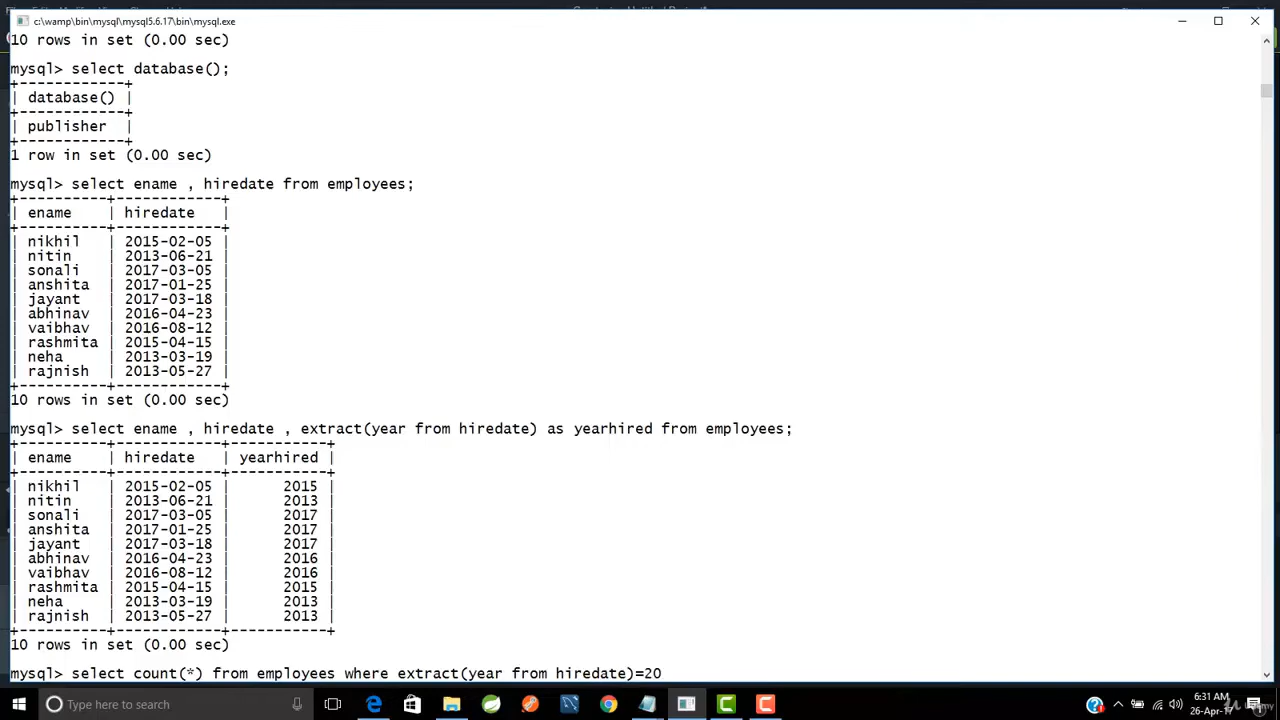 c:\wamp\bin\mysql\mysql5.6.17\bin\mysql.exe
10 rows in set (0.00 sec)
mysql> select database();
+------------+
| database() |
+------------+
| publisher  |
+------------+
1 row in set (0.00 sec)
mysql> select ename , hiredate from employees;
+----------+------------+
| ename    | hiredate   |
+----------+------------+
| nikhil   | 2015-02-05 |
| nitin    | 2013-06-21 |
| sonali   | 2017-03-05 |
| anshita  | 2017-01-25 |
| jayant   | 2017-03-18 |
| abhinav  | 2016-04-23 |
| vaibhav  | 2016-08-12 |
| rashmita | 2015-04-15 |
| neha     | 2013-03-19 |
| rajnish  | 2013-05-27 |
+----------+------------+
10 rows in set (0.00 sec)
mysql> select ename , hiredate , extract(year from hiredate) as yearhired from employees;
+----------+------------+-----------+
| ename    | hiredate   | yearhired |
+----------+------------+-----------+
| nikhil   | 2015-02-05 |      2015 |
| nitin    | 2013-06-21 |      2013 |
| sonali   | 2017-03-05 |      2017 |
| anshita  | 2017-01-25 |      2017 |
| jayant   | 2017-03-18 |      2017 |
| abhinav  | 2016-04-23 |      2016 |
| vaibhav  | 2016-08-12 |      2016 |
| rashmita | 2015-04-15 |      2015 |
| neha     | 2013-03-19 |      2013 |
| rajnish  | 2013-05-27 |      2013 |
+----------+------------+-----------+
10 rows in set (0.00 sec)
mysql> select count(*) from employees where extract(year from hiredate)=20
Type here to search
6:31 AM
26-Apr-1